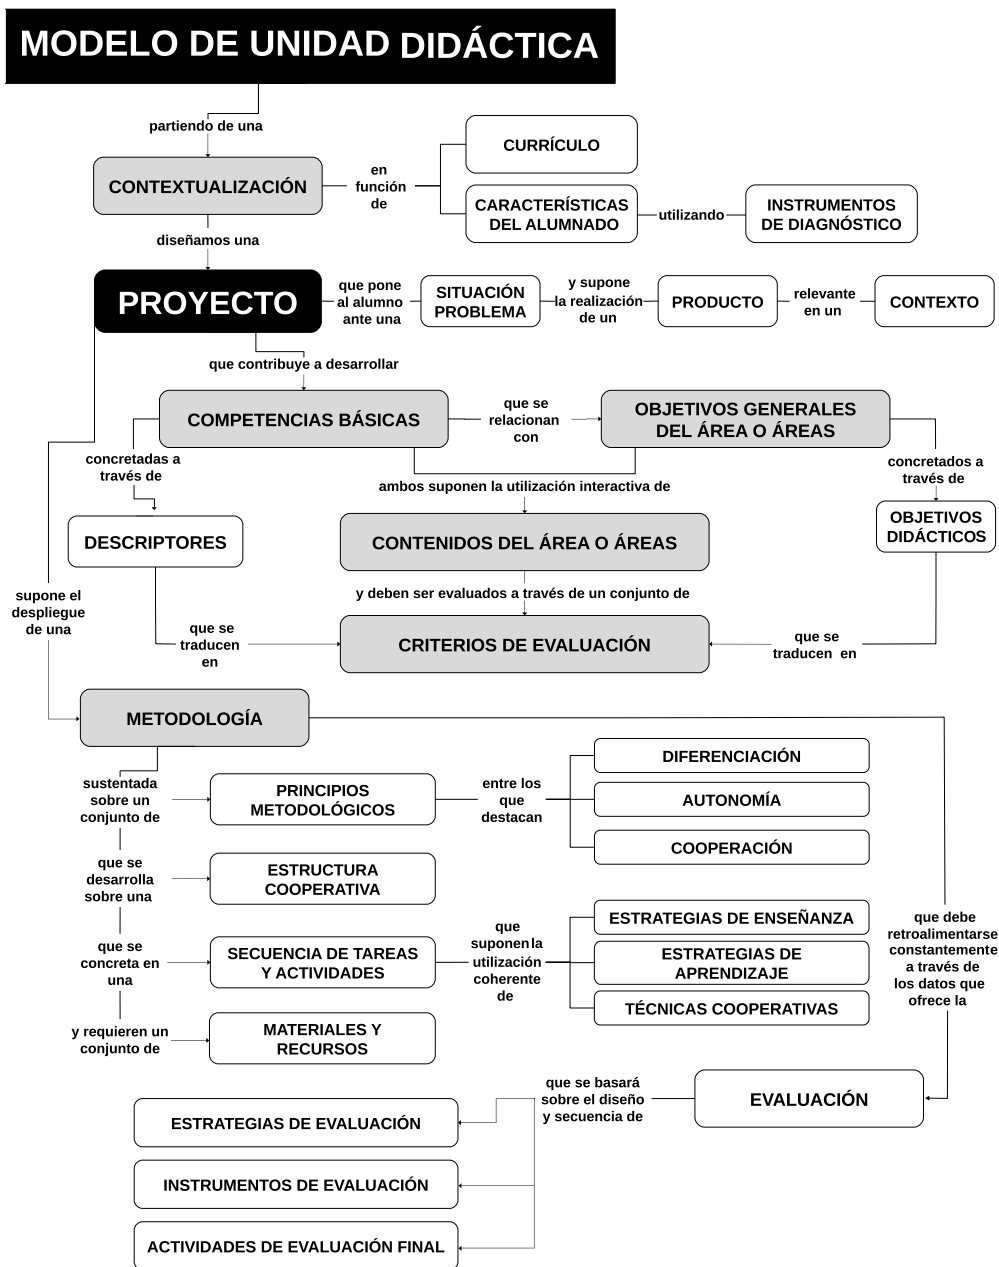 MODELO DE UNIDAD DIDÁCTICA
partiendo de una
CONTEXTUALIZACIÓN
en
función
de
CURRÍCULO
CARACTERÍSTICAS
DEL ALUMNADO
utilizando
INSTRUMENTOS
DE DIAGNÓSTICO
diseñamos una
PROYECTO
que pone
al alumno
ante una
SITUACIÓN
PROBLEMA
y supone
la realización
de un
PRODUCTO
relevante
en un
CONTEXTO
que contribuye a desarrollar
COMPETENCIAS BÁSICAS
que se
relacionan
con
OBJETIVOS GENERALES
DEL ÁREA O ÁREAS
concretadas a
través de
ambos suponen la utilización interactiva de
concretados a
través de
DESCRIPTORES
CONTENIDOS DEL ÁREA O ÁREAS
OBJETIVOS
DIDÁCTICOS
y deben ser evaluados a través de un conjunto de
supone el
despliegue
de una
que se
traducen
en
CRITERIOS DE EVALUACIÓN
que se
traducen en
METODOLOGÍA
sustentada
sobre un
conjunto de
PRINCIPIOS
METODOLÓGICOS
entre los
que
destacan
DIFERENCIACIÓN
AUTONOMÍA
COOPERACIÓN
que se
desarrolla
sobre una
ESTRUCTURA
COOPERATIVA
que se
concreta en
una
SECUENCIA DE TAREAS
Y ACTIVIDADES
que
suponen la
utilización
coherente
de
ESTRATEGIAS DE ENSEÑANZA
ESTRATEGIAS DE
APRENDIZAJE
TÉCNICAS COOPERATIVAS
que debe
retroalimentarse
constantemente
a través de
los datos que
ofrece la
y requieren un
conjunto de
MATERIALES Y
RECURSOS
EVALUACIÓN
que se basará
sobre el diseño
y secuencia de
ESTRATEGIAS DE EVALUACIÓN
INSTRUMENTOS DE EVALUACIÓN
ACTIVIDADES DE EVALUACIÓN FINAL